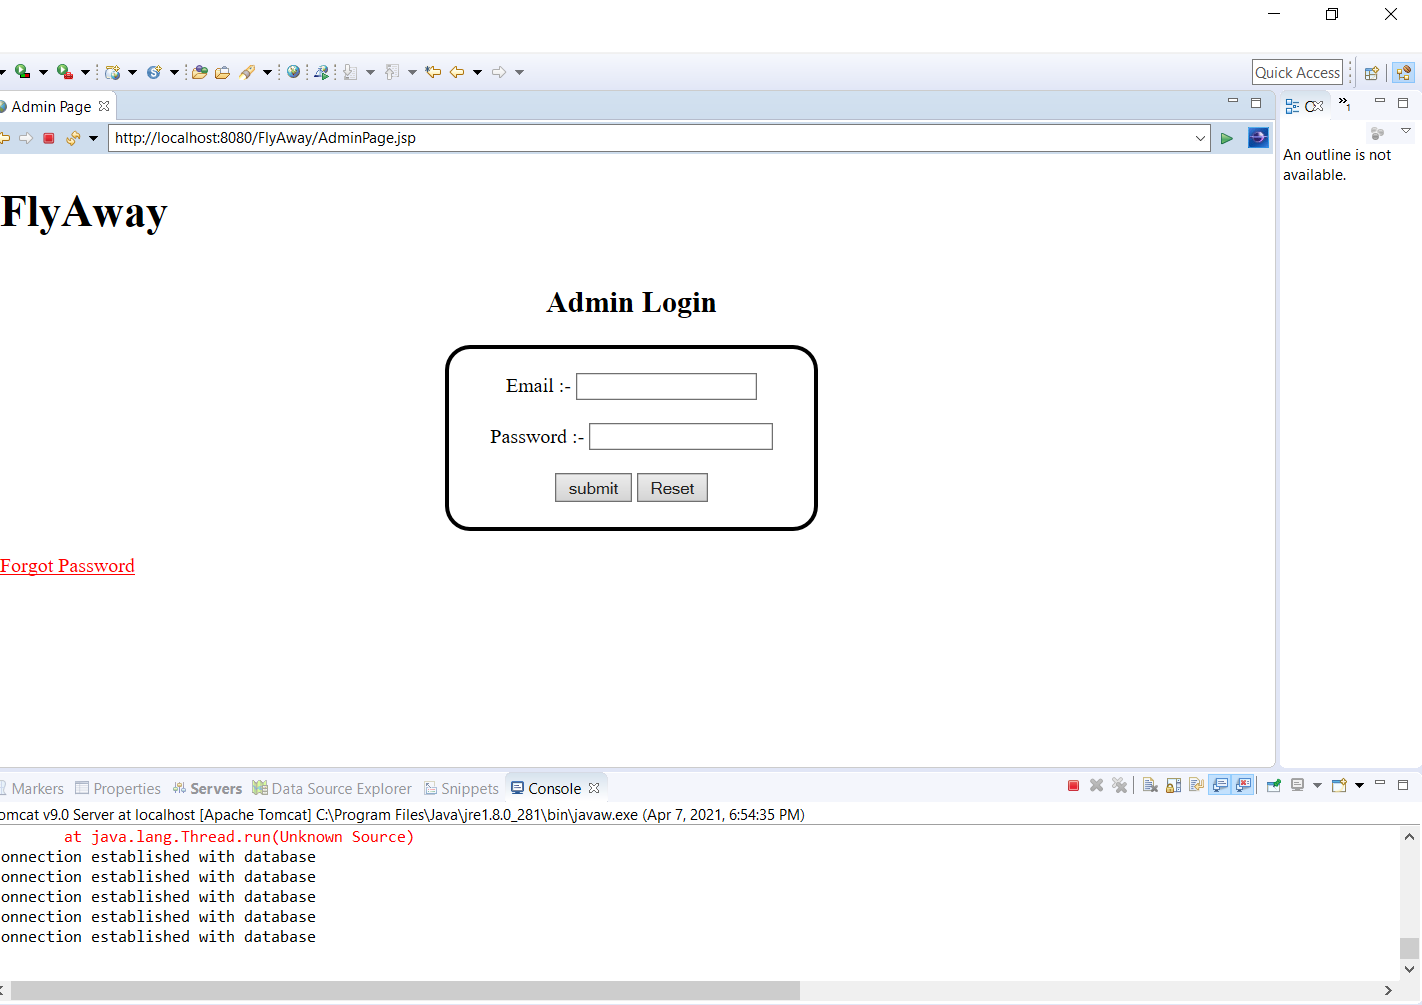 Quick Access
Admin Page
http://localhost:8080/FlyAway/AdminPage.jsp
1
An outline is not
available.
FlyAway
Admin Login
Email :-
Password :-
submit Reset
Forgot Password
Markers Properties Servers Data Source Explorer Snippets Console
omcat v9.0 Server at localhost [Apache Tomcat] C:\Program Files\Java\jre1.8.0_281\bin\javaw.exe (Apr 7, 2021, 6:54:35 PM)
at java.lang.Thread.run(Unknown Source)
onnection established with database
onnection established with database
onnection established with database
onnection established with database
onnection established with database